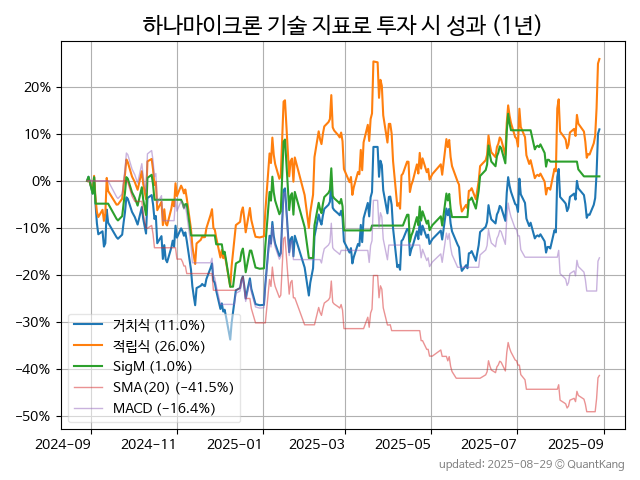 하나마이크론 기술 지표로 투자 시 성과 (1년)
20%
10%
0%
−10%
−20%
−30%
−40%
−50%
거치식 (11.0%)
적립식 (26.0%)
SigM (1.0%)
SMA(20) (−41.5%)
MACD (−16.4%)
2024-09 2024-11 2025-01 2025-03 2025-05 2025-07 2025-09
updated: 2025-08-29 © QuantKang